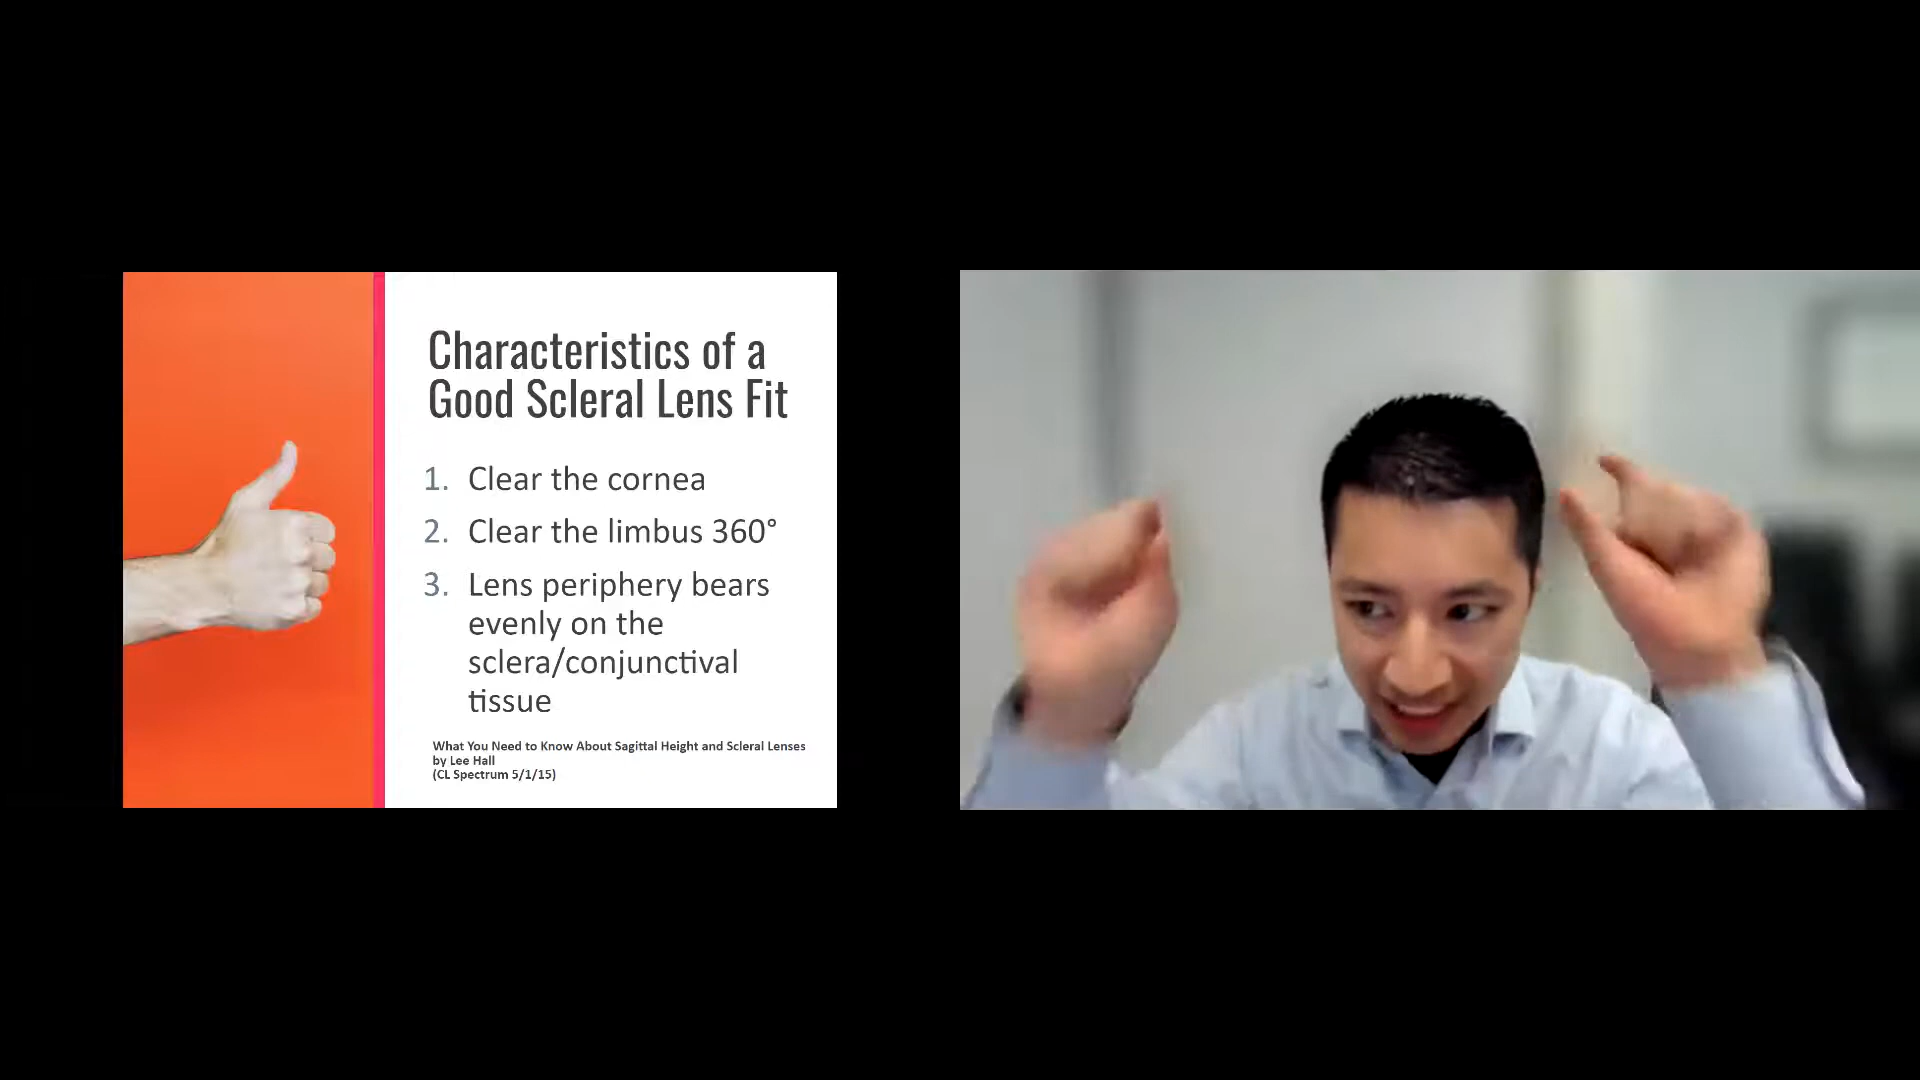 Characteristics of a
Good Scleral Lens Fit
1. Clear the cornea
2. Clear the limbus 360°
3. Lens periphery bears
evenly on the
sclera/conjunctival
tissue
What You Need to Know About Sagittal Height and Scleral Lenses
by Lee Hall
(CL Spectrum 5/1/15)